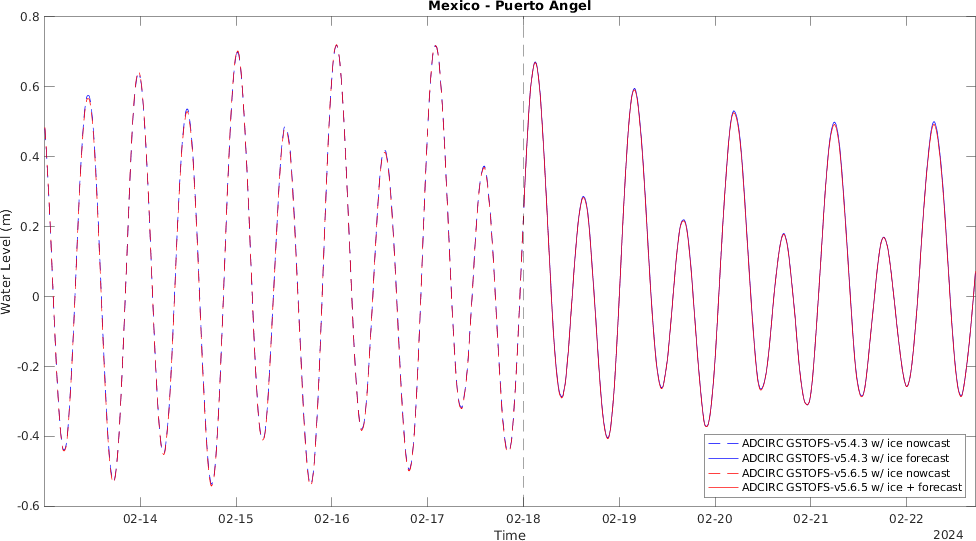 Mexico - Puerto Angel
Water Level (m)
0.8
0.6
0.4
0.2
0
-0.2
-0.4
-0.6
ADCIRC GSTOFS-v5.4.3 w/ ice nowcast
ADCIRC GSTOFS-v5.4.3 w/ ice forecast
ADCIRC GSTOFS-v5.6.5 w/ ice nowcast
ADCIRC GSTOFS-v5.6.5 w/ ice + forecast
02-14 02-15 02-16 02-17 02-18 02-19 02-20 02-21 02-22
Time
2024